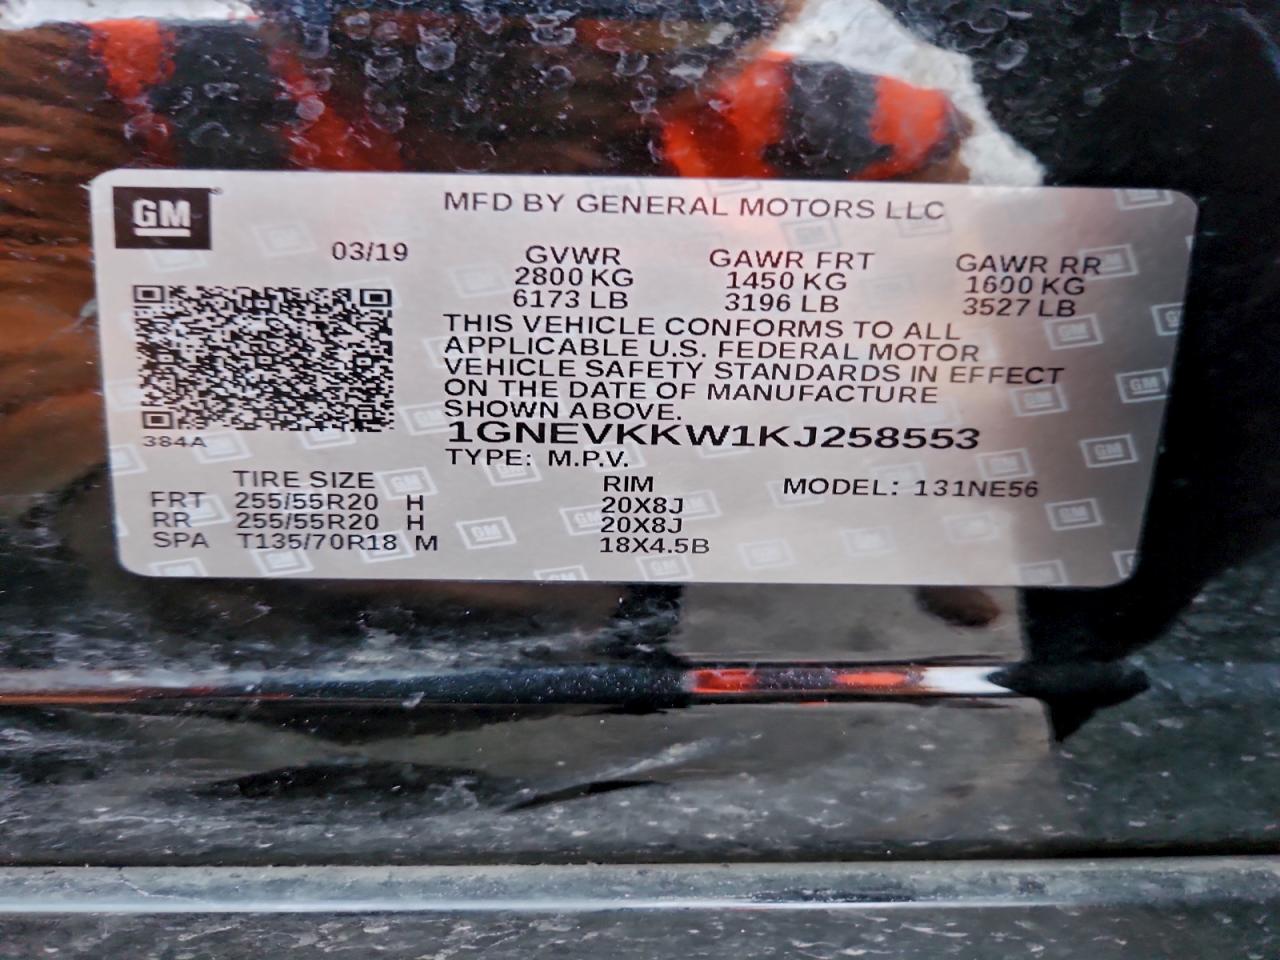 GM
MFD BY GENERAL MOTORS LLC
03/19 GVWR GAWR FRT GAWR RR
2800 KG 1450 KG 1600 KG
6173 LB 3196 LB 3527 LB
THIS VEHICLE CONFORMS TO ALL
APPLICABLE U.S. FEDERAL MOTOR
VEHICLE SAFETY STANDARDS IN EFFECT
ON THE DATE OF MANUFACTURE
SHOWN ABOVE.
384A
1GNEVKKW1KJ258553
TYPE: M.P.V.
TIRE SIZE RIM MODEL: 131NE56
FRT 255/55R20 H 20X8J
RR 255/55R20 H 20X8J
SPA T135/70R18 M 18X4.5B